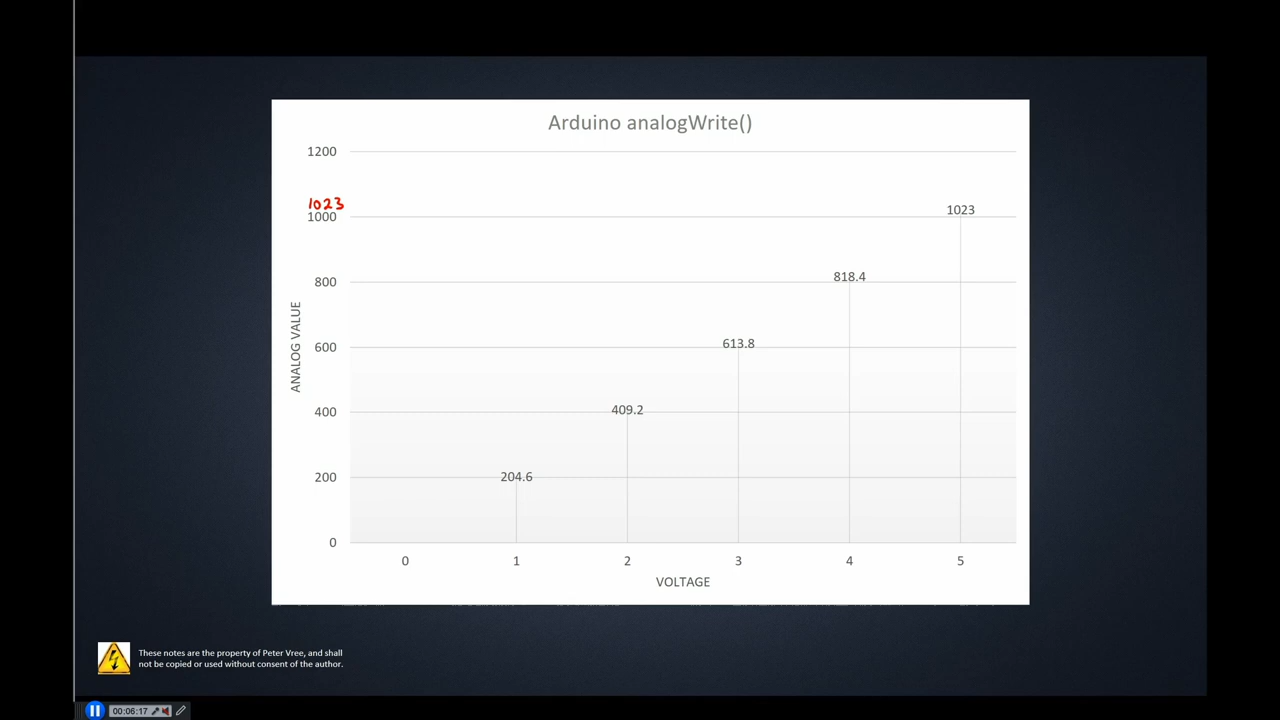 Arduino analogWrite()
1200
1023
1000
1023
800
818.4
600
613.8
400
409.2
200
204.6
0
ANALOG VALUE
0 1 2 3 4 5
VOLTAGE
These notes are the property of Peter Vree, and shall
not be copied or used without consent of the author.
00:06:17